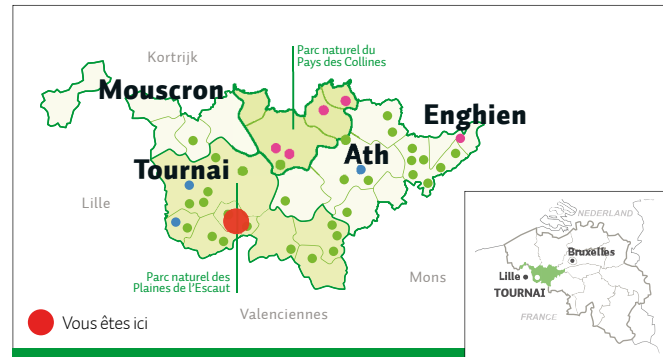 Parc naturel du
Pays des Collines
Kortrijk
Mouscron
Enghien
Ath
Tournai
Lille
Parc naturel des
Plaines de l'Escaut
Mons
Valenciennes
Vous êtes ici
NEDERLAND
Bruxelles
Lille
TOURNAI
FRANCE